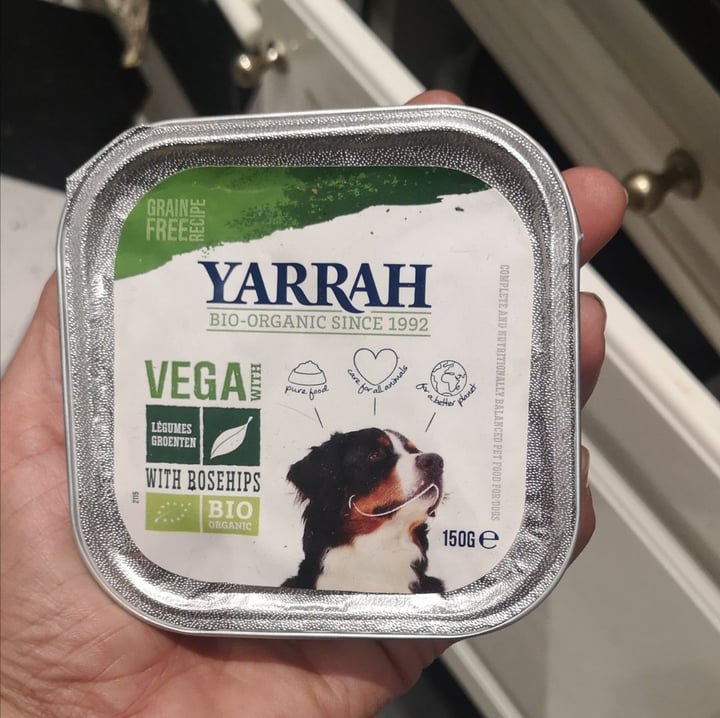 GRAIN
FREE
RECIPE
YARRAH
BIO-ORGANIC SINCE 1992
VEGA
WITH
LÉGUMES
GROENTEN
WITH ROSEHIPS
BIO
ORGANIC
2115
pure food
care for all animals
for a better planet
COMPLETE AND NUTRITIONALLY BALANCED PET FOOD FOR DOGS
150G e